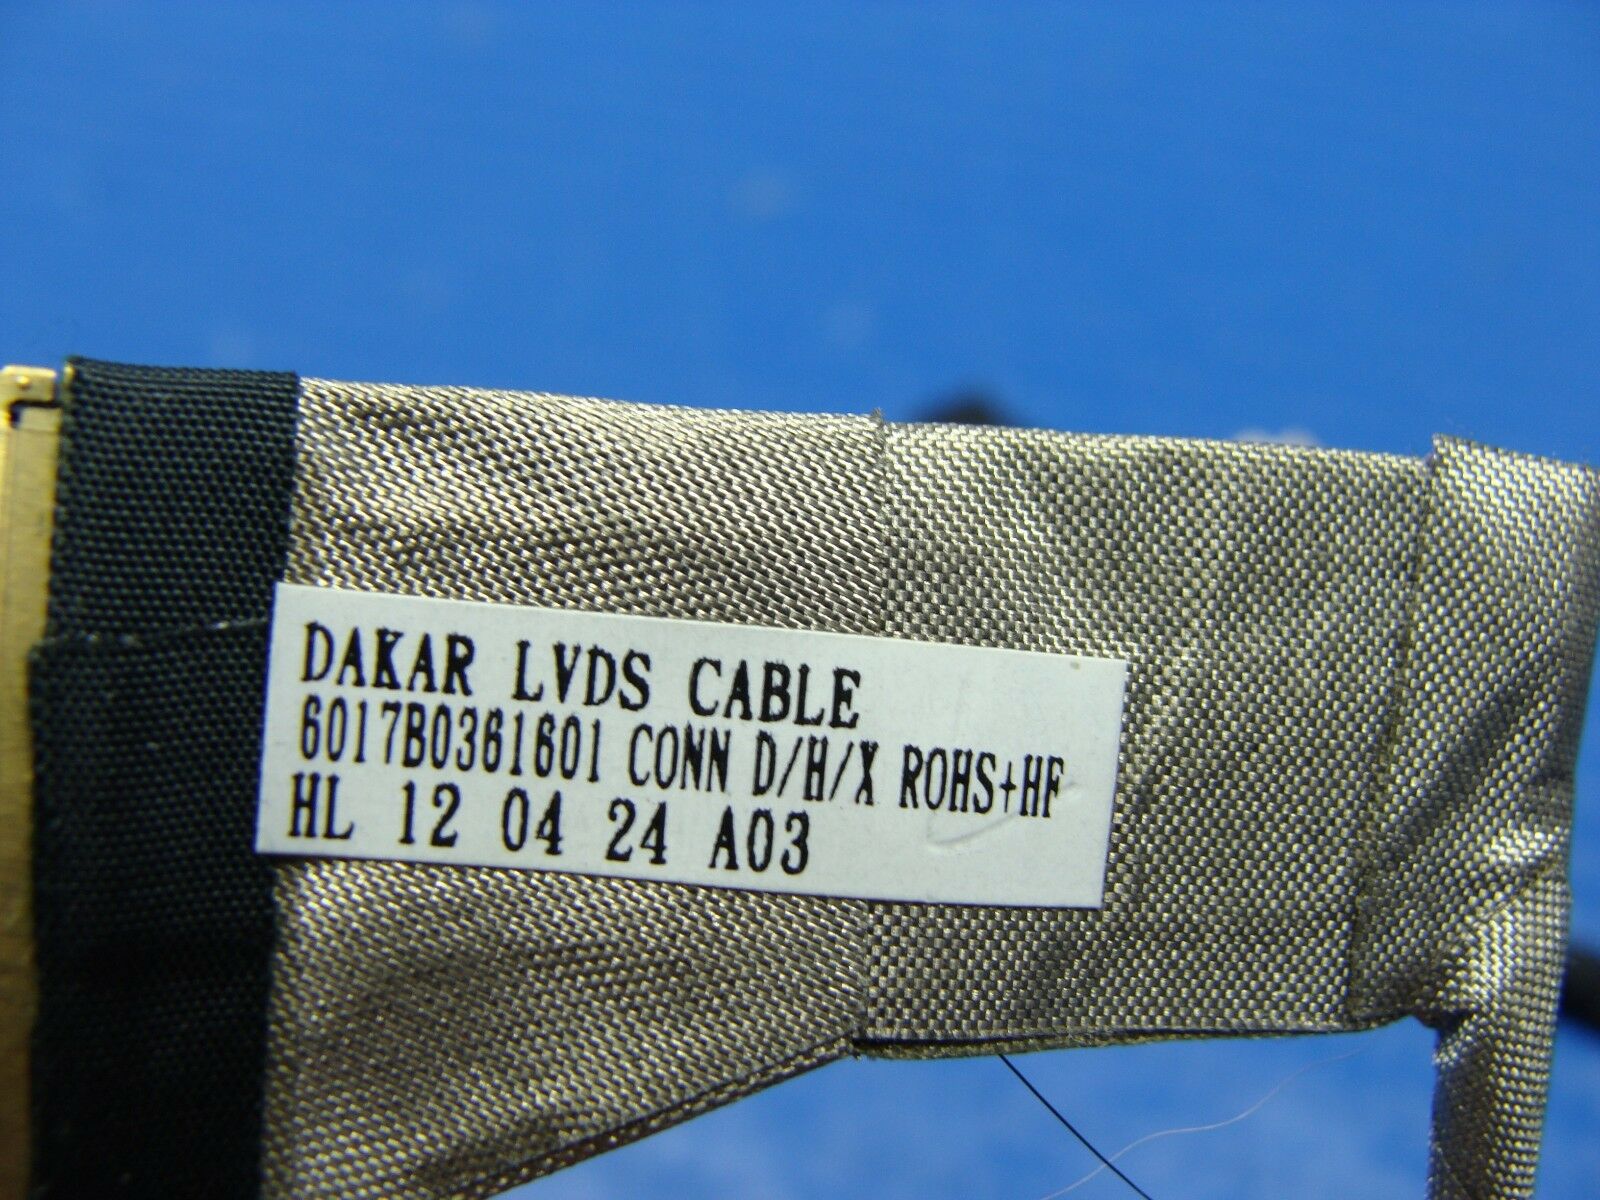 DAKAR LVDS CABLE
6017B0361601 CONN D/H/X ROHS+HF
HL 12 04 24 A03